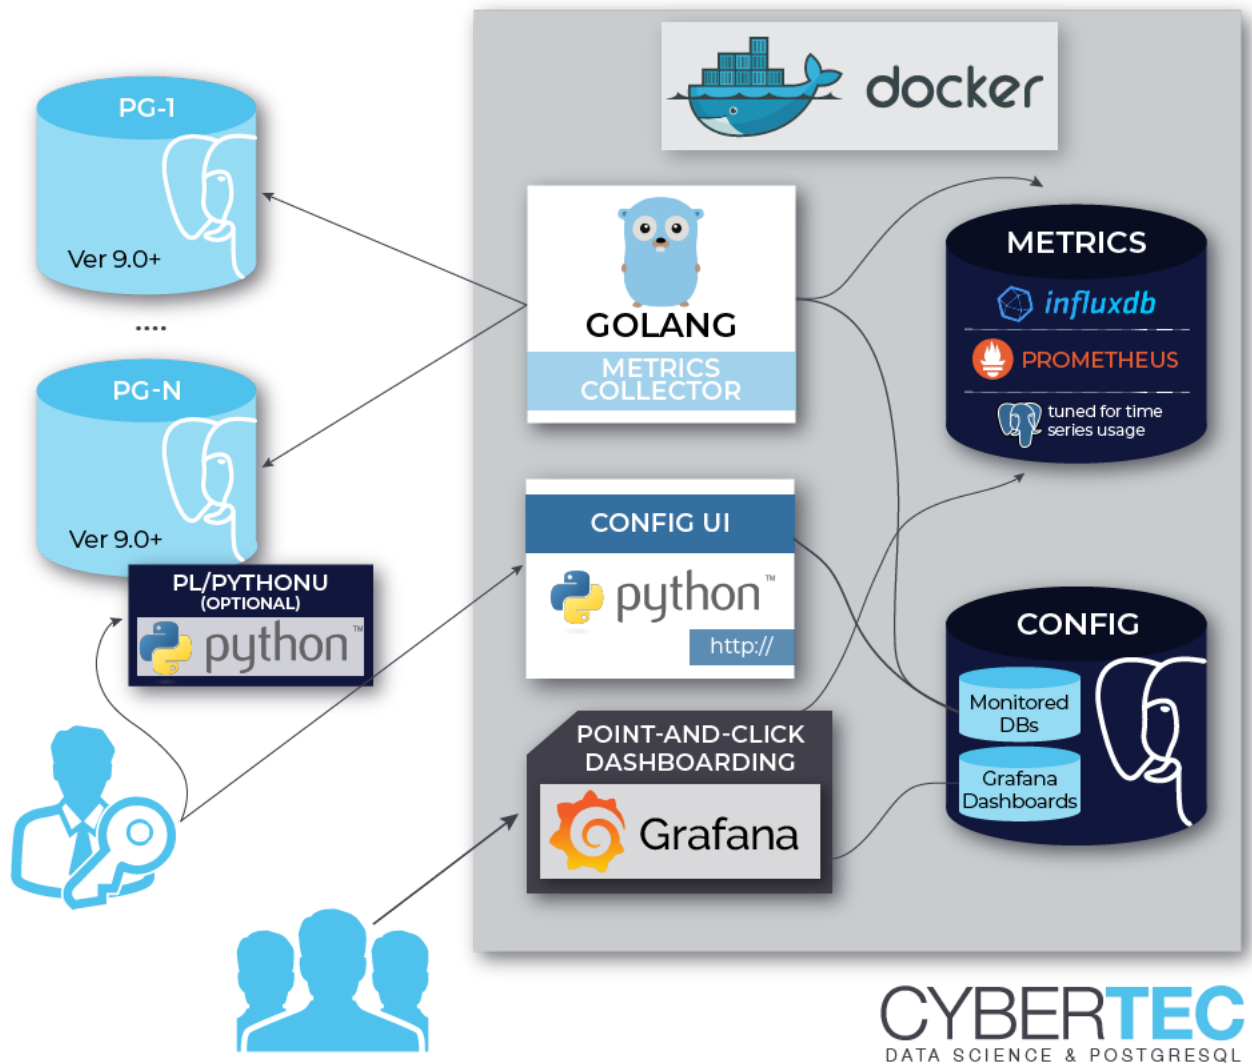 docker
PG-1
Ver 9.0+
....
PG-N
Ver 9.0+
PL/PYTHONU
(OPTIONAL)
python™
GOLANG
METRICS
COLLECTOR
CONFIG UI
python™
http://
POINT-AND-CLICK
DASHBOARDING
Grafana
METRICS
influxdb
PROMETHEUS
tuned for time
series usage
CONFIG
Monitored
DBs
Grafana
Dashboards
CYBERTEC
DATA SCIENCE & POSTGRESQL